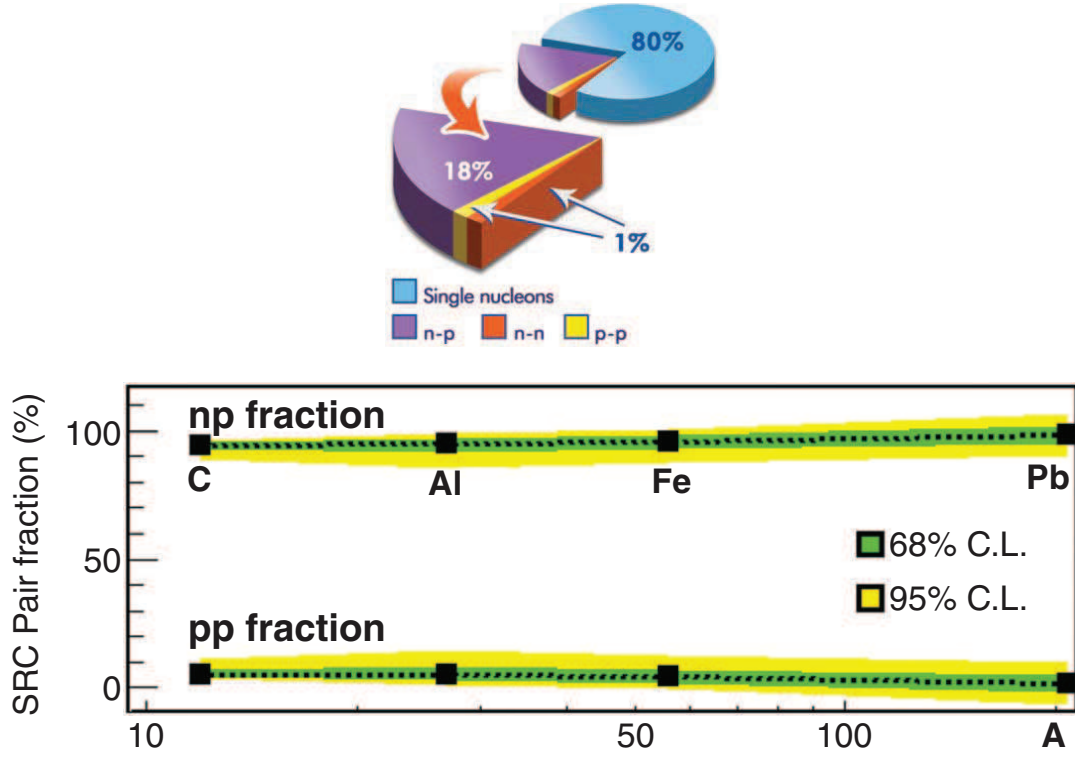 80%
18%
1%
Single nucleons
n-p n-n p-p
SRC Pair fraction (%)
np fraction
100
C Al Fe Pb
68% C.L.
50
95% C.L.
pp fraction
0
10 50 100 A